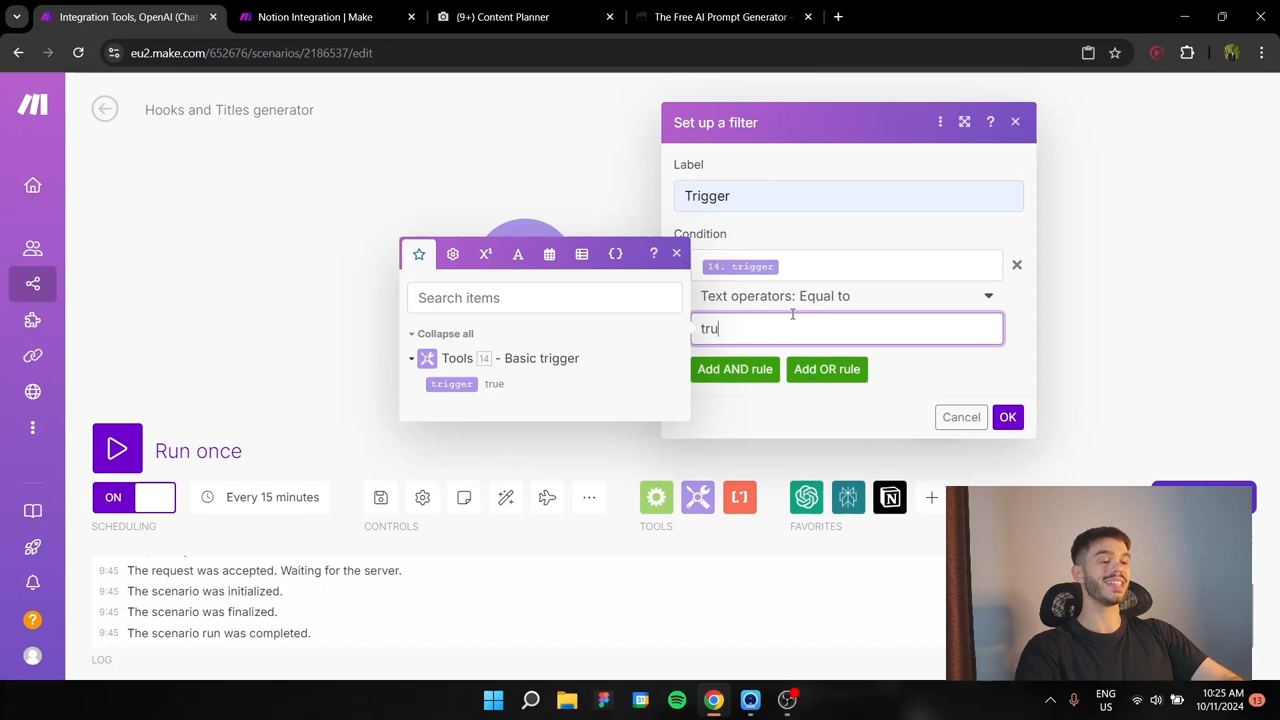 Integration Tools, OpenAI (Chat
Notion Integration | Make
(9+) Content Planner
The Free AI Prompt Generator -
eu2.make.com/652676/scenarios/2186537/edit
Hooks and Titles generator
Set up a filter
Label
Trigger
Condition
14. trigger
Text operators: Equal to
tru
Add AND rule
Add OR rule
Cancel
OK
Search items
Collapse all
Tools 14 - Basic trigger
trigger true
Run once
ON
Every 15 minutes
SCHEDULING
CONTROLS
TOOLS
FAVORITES
9:45 The request was accepted. Waiting for the server.
9:45 The scenario was initialized.
9:45 The scenario was finalized.
9:45 The scenario run was completed.
LOG
ENG
US
10:25 AM
10/11/2024
13